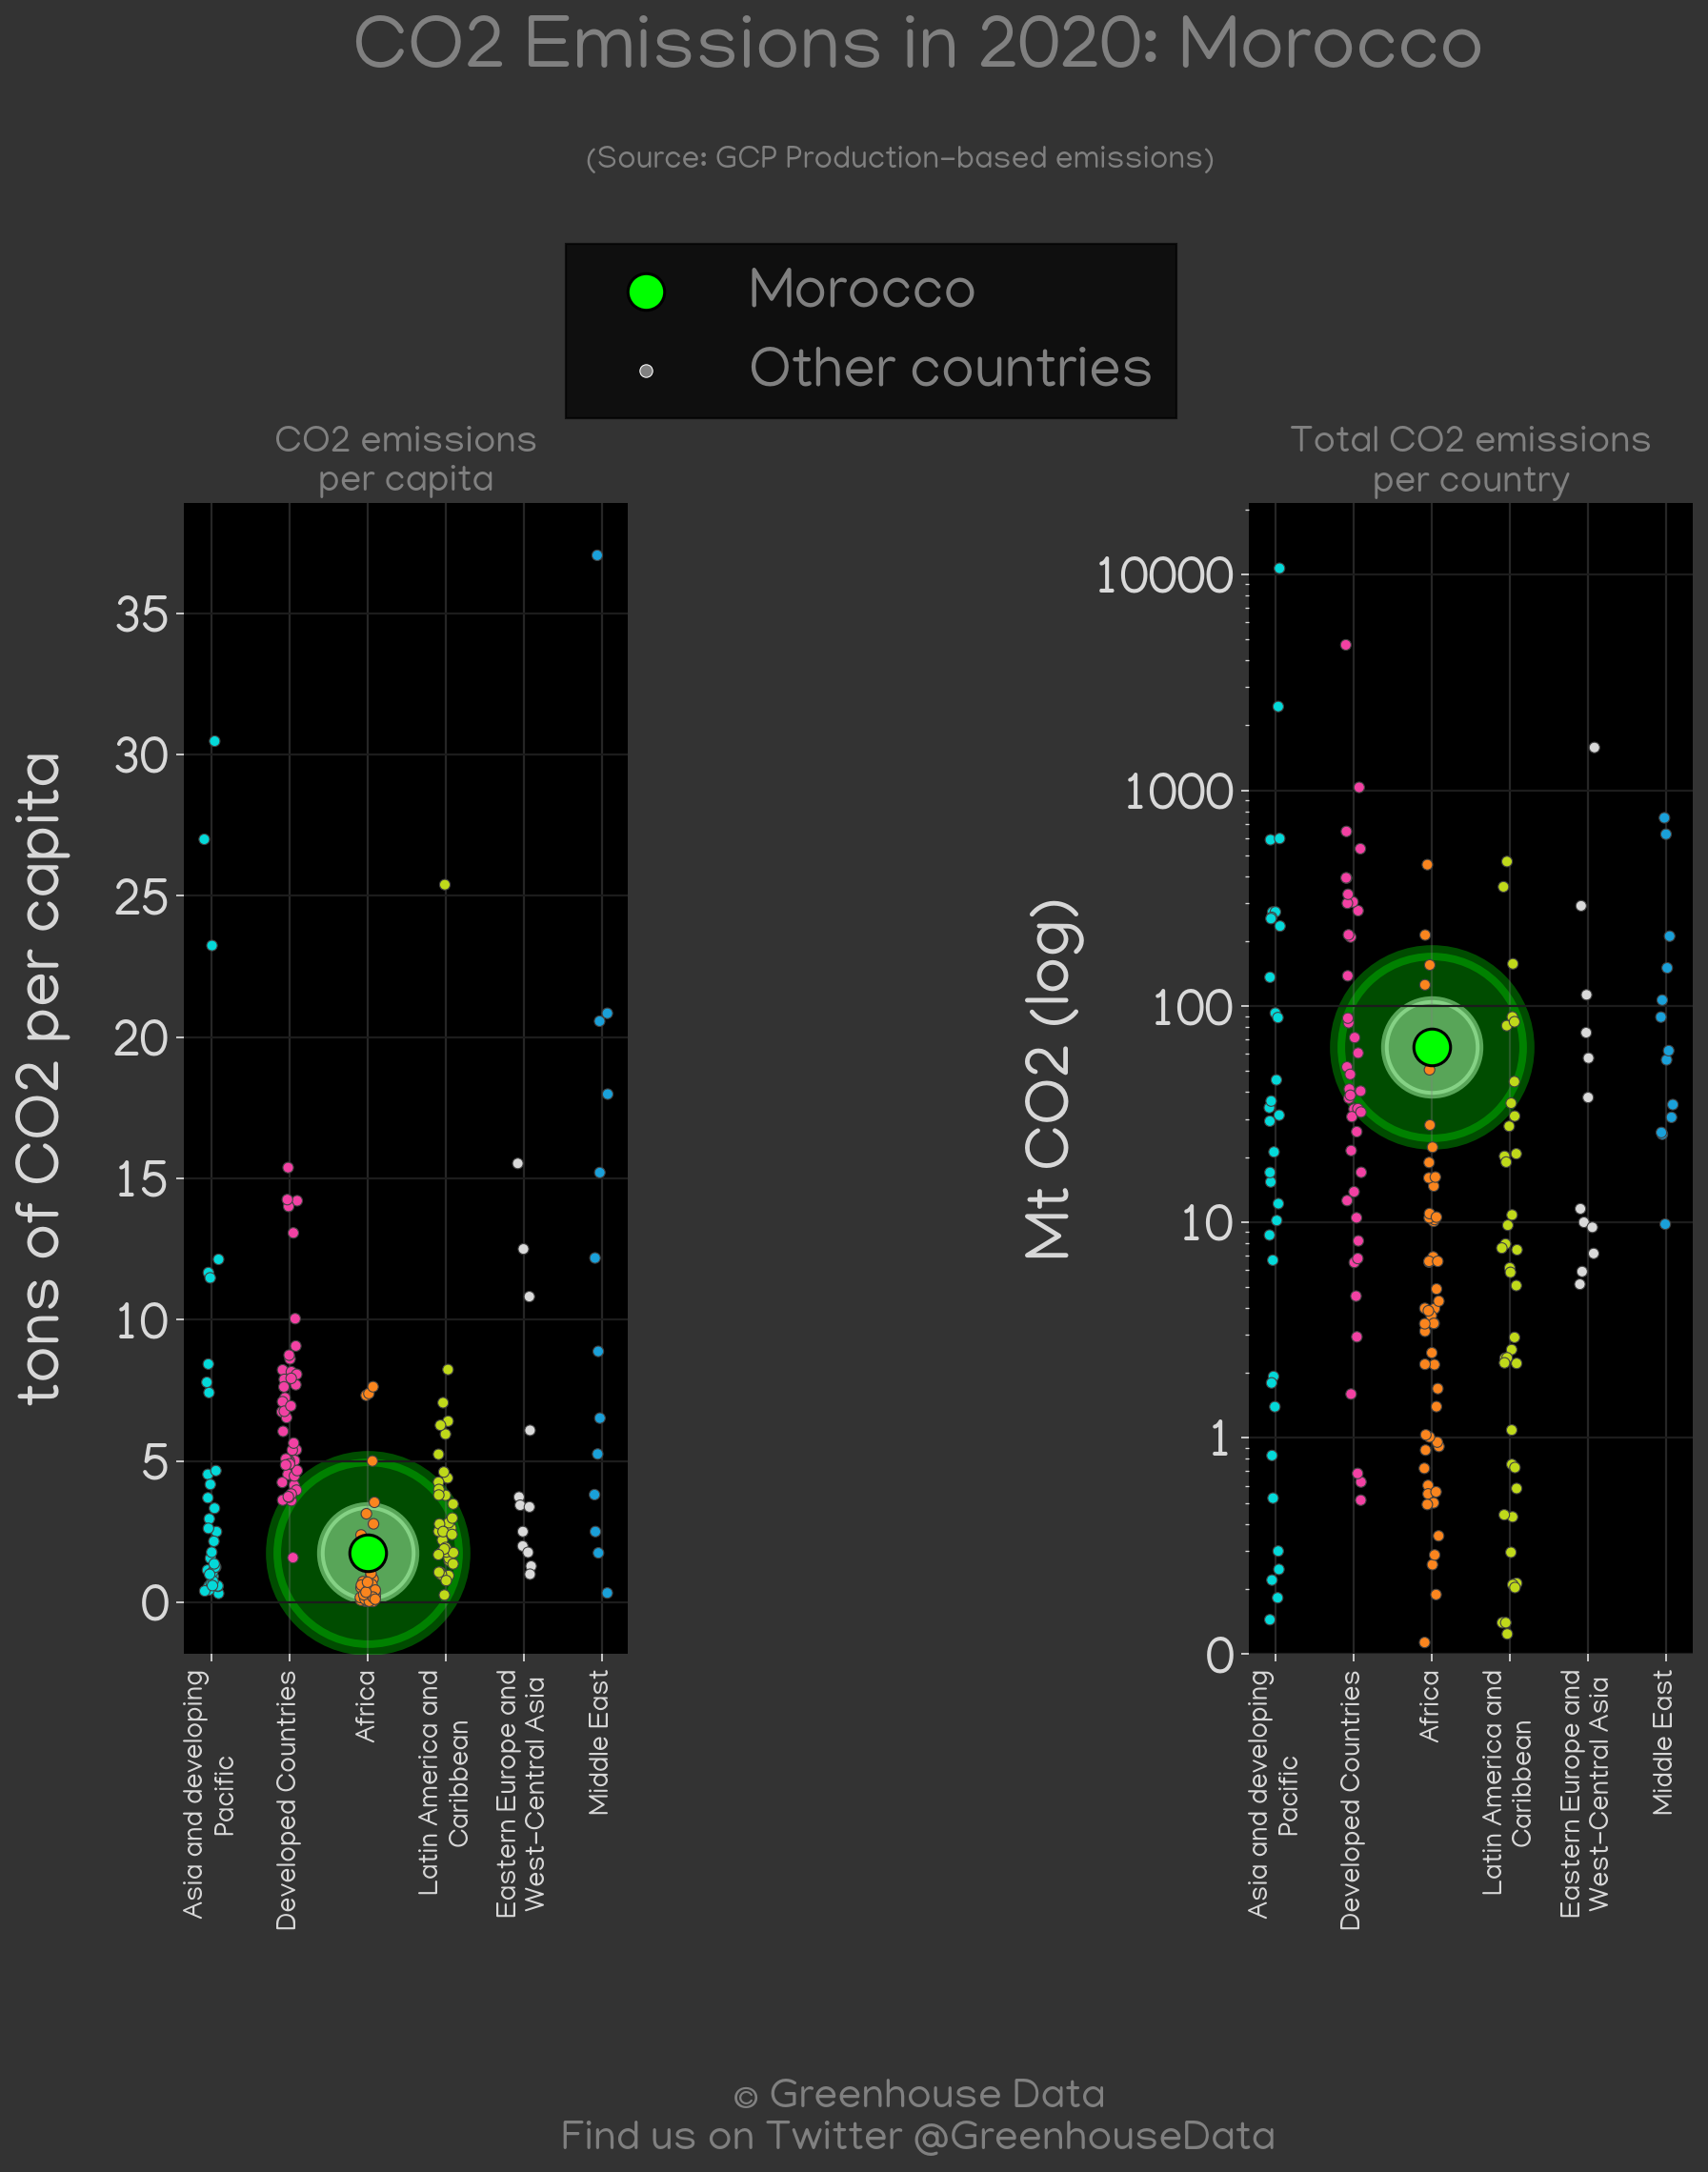 CO2 Emissions in 2020: Morocco
(Source: GCP Production-based emissions)
Morocco
Other countries
CO2 emissions
per capita
tons of CO2 per capita
35
30
25
20
15
10
5
0
Asia and developing
Pacific
Developed Countries
Africa
Latin America and
Caribbean
Eastern Europe and
West-Central Asia
Middle East
Total CO2 emissions
per country
Mt CO2 (log)
10000
1000
100
10
1
0
Asia and developing
Pacific
Developed Countries
Africa
Latin America and
Caribbean
Eastern Europe and
West-Central Asia
Middle East
© Greenhouse Data
Find us on Twitter @GreenhouseData